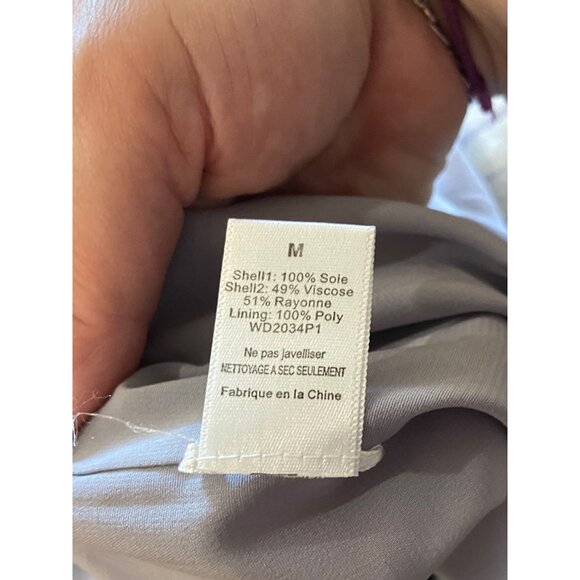 M
Shell1: 100% Soie
Shell2: 49% Viscose
51% Rayonne
Lining: 100% Poly
WD2034P1
Ne pas javelliser
NETTOYAGE A SEC SEULEMENT
Fabrique en la Chine